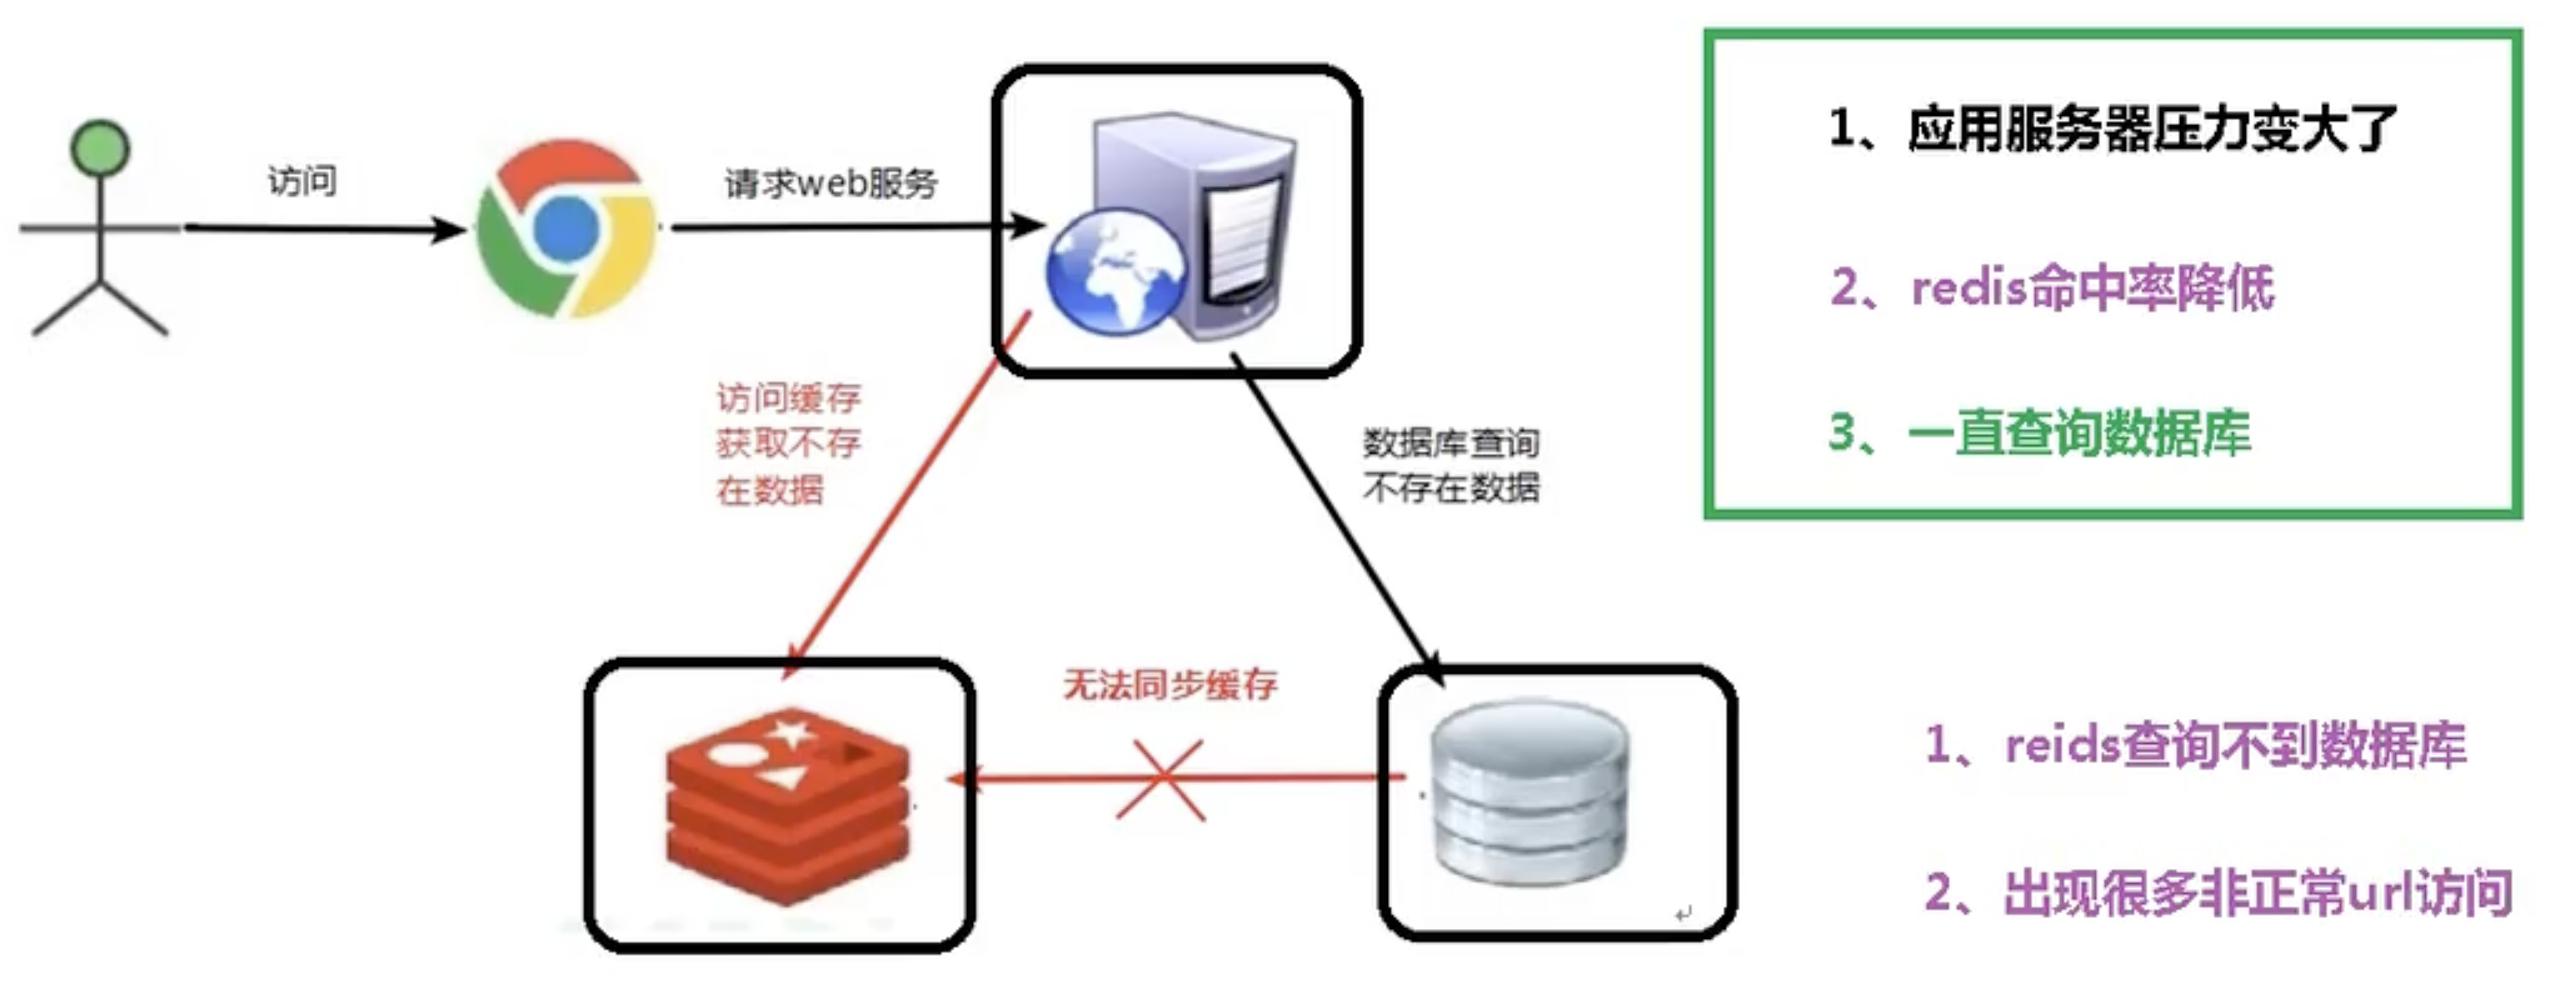 访问
请求web服务
访问缓存
获取不存
在数据
数据库查询
不存在数据
无法同步缓存
1、应用服务器压力变大了
2、redis命中率降低
3、一直查询数据库
1、reids查询不到数据库
2、出现很多非正常url访问